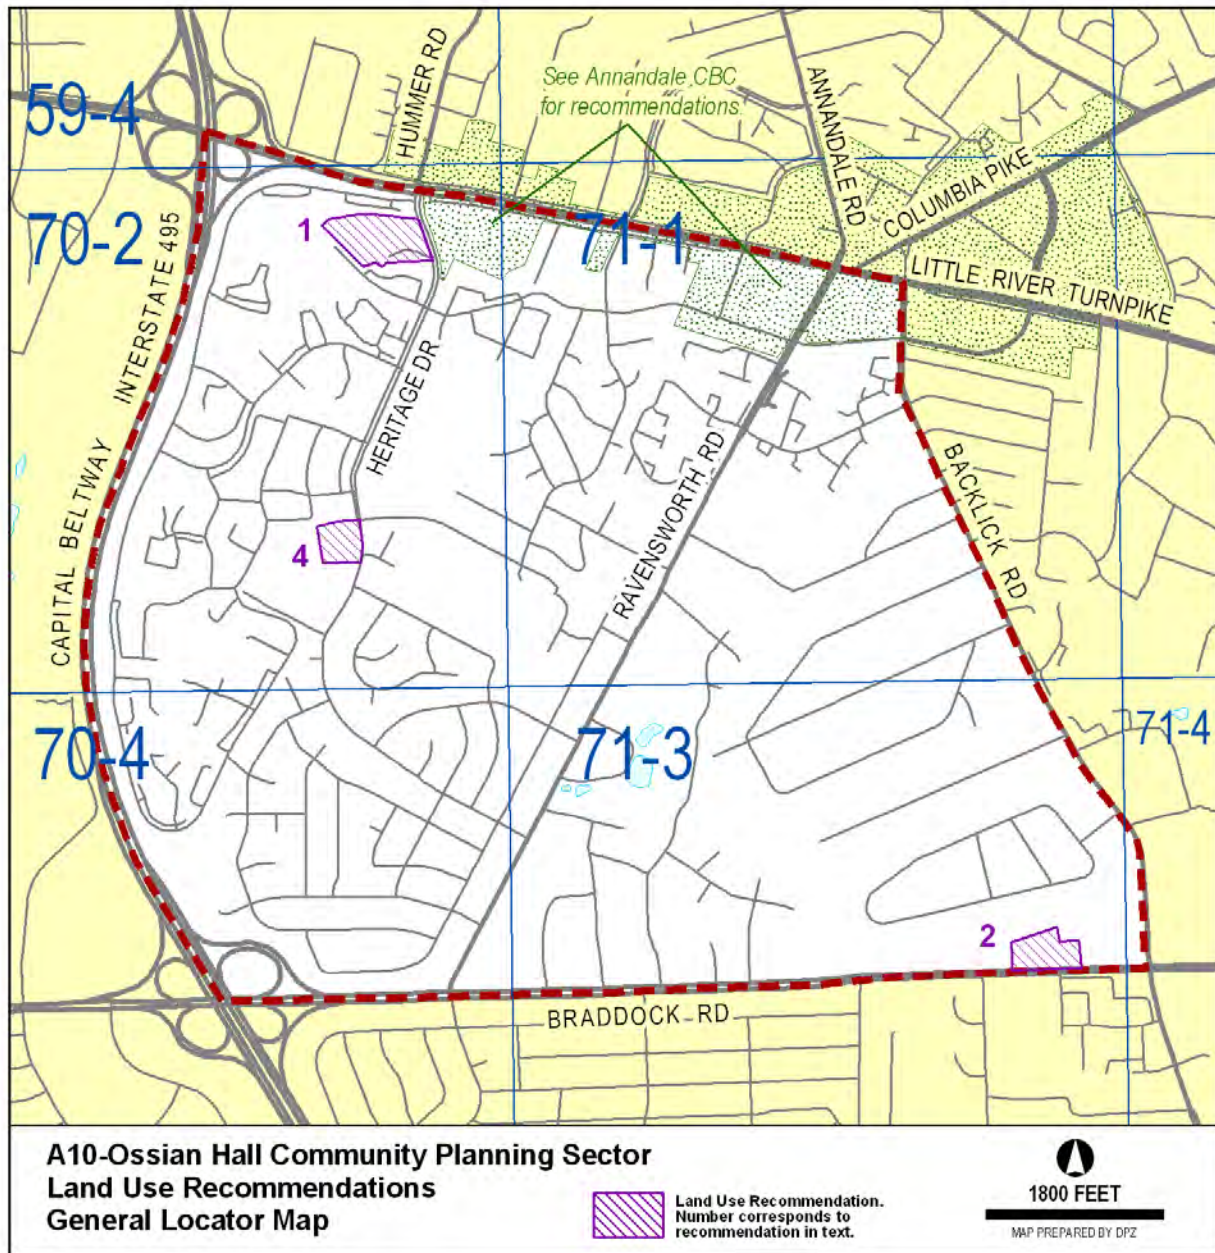 HUMMER RD
See Annandale CBC
for recommendations
ANNANDALE RD
59-4
COLUMBIA PIKE
1
70-2
71-1
INTERSTATE 495
LITTLE RIVER TURNPIKE
HERITAGE DR
CAPITAL BELTWAY
RAVENSWORTH RD
BACKLICK RD
4
70-4
71-3
71-4
2
BRADDOCK RD
A10-Ossian Hall Community Planning Sector
Land Use Recommendations
General Locator Map
Land Use Recommendation.
Number corresponds to
recommendation in text.
1800 FEET
MAP PREPARED BY DPZ